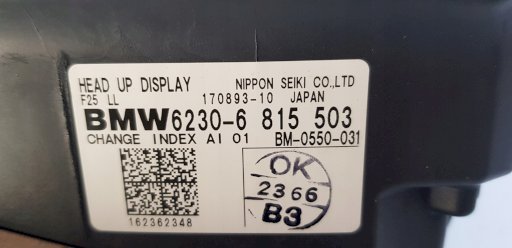 HEAD UP DISPLAY NIPPON SEIKI CO.,LTD
F25 LL 170893-10 JAPAN
BMW6230-6 815 503
CHANGE INDEX AI 01 BM-0550-031
OK
2366
B3
162362348